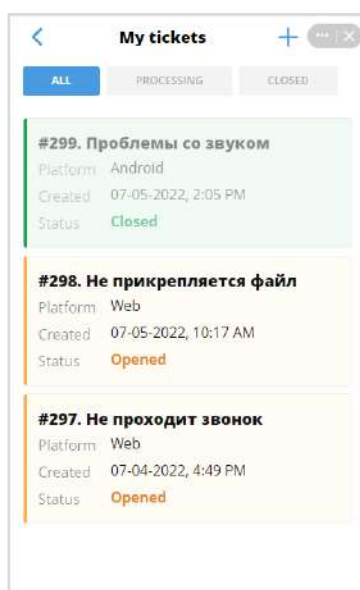 My tickets
ALL PROCESSING CLOSED
#299. Проблемы со звуком
Platform Android
Created 07-05-2022, 2:05 PM
Status Closed
#298. Не прикрепляется файл
Platform Web
Created 07-05-2022, 10:17 AM
Status Opened
#297. Не проходит звонок
Platform Web
Created 07-04-2022, 4:49 PM
Status Opened